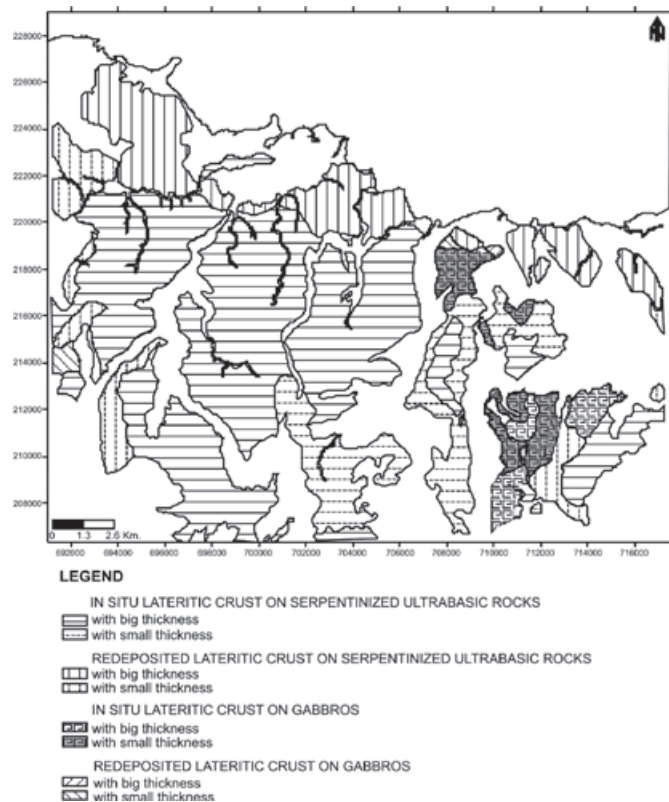 228000
226000
224000
222000
220000
218000
216000
214000
212000
210000
208000
0 1.3 2.6 Km.
692000 694000 696000 698000 700000 702000 704000 706000 708000 710000 712000 714000 716000
LEGEND
IN SITU LATERITIC CRUST ON SERPENTINIZED ULTRABASIC ROCKS
with big thickness
with small thickness
REDEPOSITED LATERITIC CRUST ON SERPENTINIZED ULTRABASIC ROCKS
with big thickness
with small thickness
IN SITU LATERITIC CRUST ON GABBROS
with big thickness
with small thickness
REDEPOSITED LATERITIC CRUST ON GABBROS
with big thickness
with small thickness